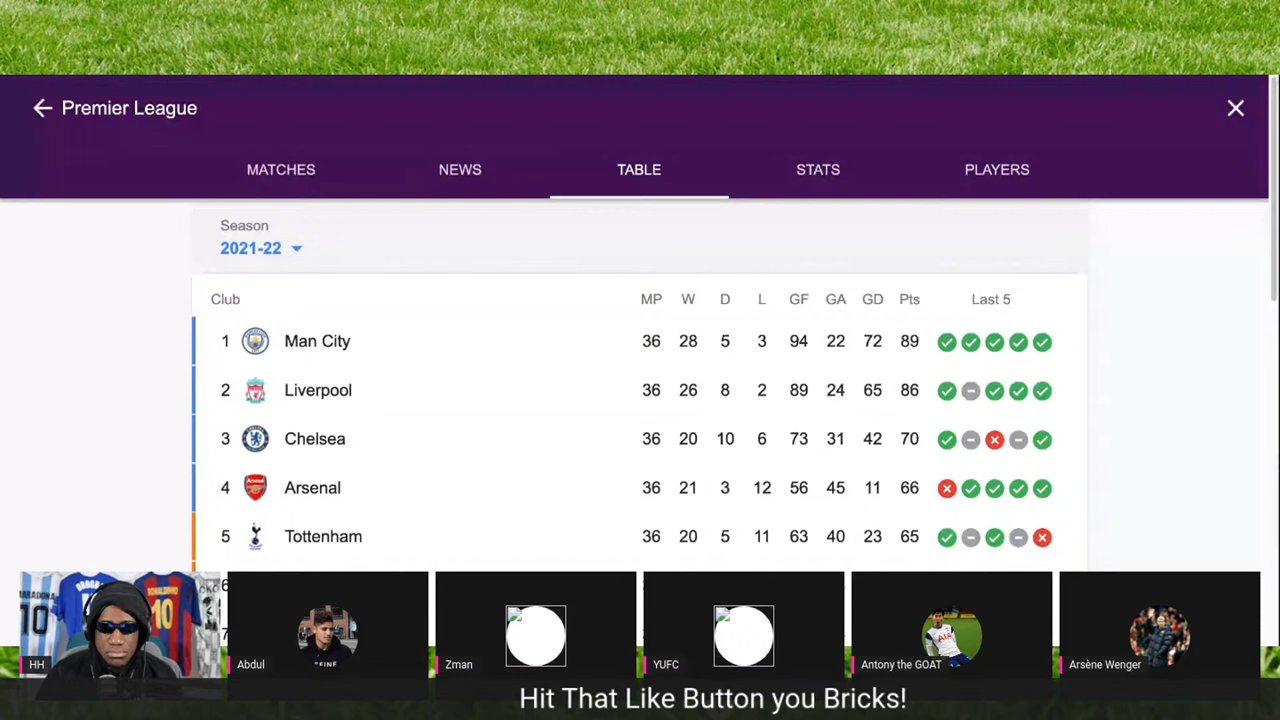 Premier League
MATCHES NEWS TABLE STATS PLAYERS
Season
2021-22
Club MP W D L GF GA GD Pts Last 5
1 Man City 36 28 5 3 94 22 72 89
2 Liverpool 36 26 8 2 89 24 65 86
3 Chelsea 36 20 10 6 73 31 42 70
4 Arsenal 36 21 3 12 56 45 11 66
5 Tottenham 36 20 5 11 63 40 23 65
10
10
HH Abdul Zman YUFC Antony the GOAT Arsène Wenger
Hit That Like Button you Bricks!